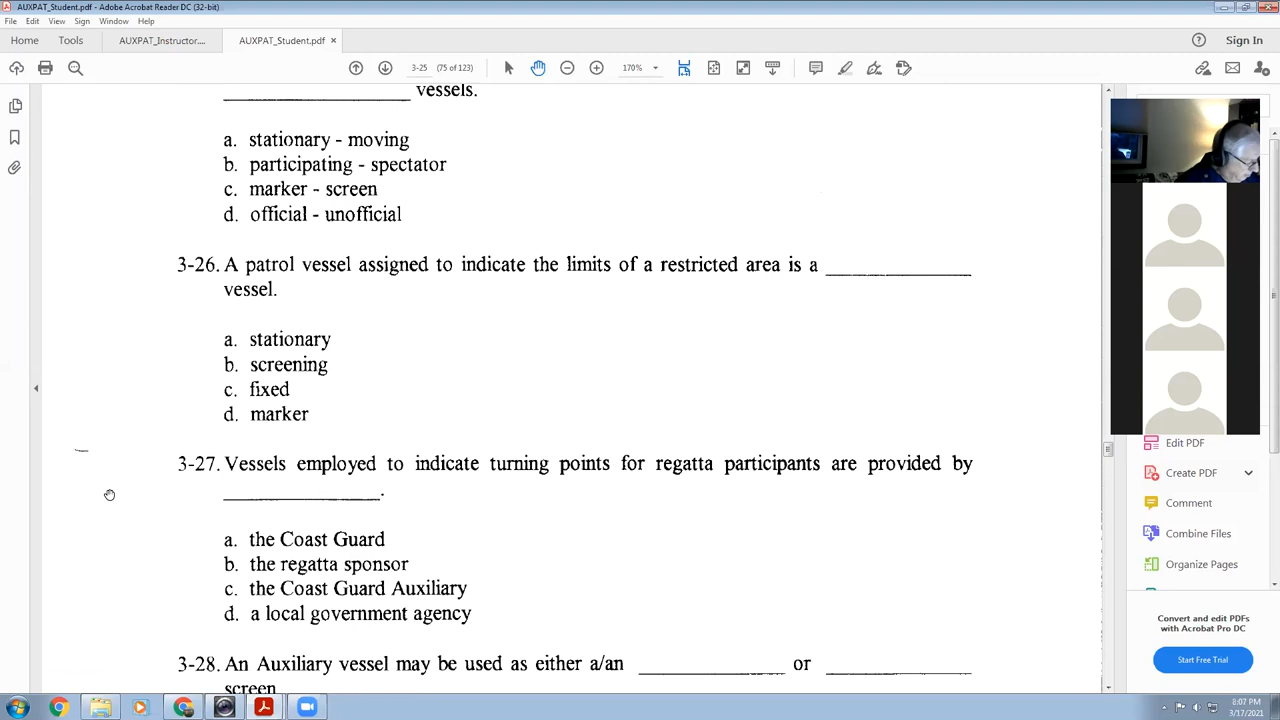 AUXPAT_Student.pdf - Adobe Acrobat Reader DC (32-bit)
File Edit View Sign Window Help
Home Tools AUXPAT_Instructor.... AUXPAT_Student.pdf × Sign In
3-25 (75 of 123) 170%
____________ vessels.
a. stationary - moving
b. participating - spectator
c. marker - screen
d. official - unofficial
3-26. A patrol vessel assigned to indicate the limits of a restricted area is a ____________
vessel.
a. stationary
b. screening
c. fixed
d. marker
3-27. Vessels employed to indicate turning points for regatta participants are provided by
____________.
a. the Coast Guard
b. the regatta sponsor
c. the Coast Guard Auxiliary
d. a local government agency
3-28. An Auxiliary vessel may be used as either a/an ____________ or ____________
screen
Edit PDF
Create PDF
Comment
Combine Files
Organize Pages
Convert and edit PDFs
with Acrobat Pro DC
Start Free Trial
8:07 PM
3/17/2021